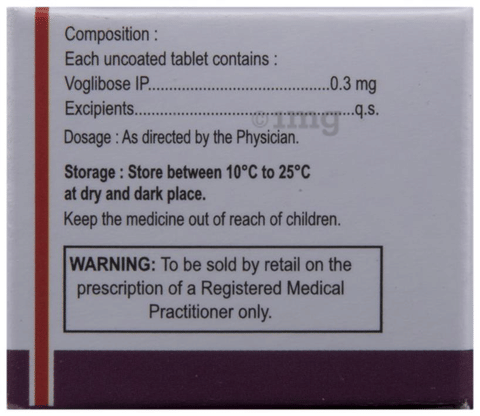 Composition :
Each uncoated tablet contains :
Voglibose IP..........................................0.3 mg
Excipients...................................................q.s.
©1mg
Dosage : As directed by the Physician.
Storage : Store between 10°C to 25°C
at dry and dark place.
Keep the medicine out of reach of children.
WARNING: To be sold by retail on the
prescription of a Registered Medical
Practitioner only.